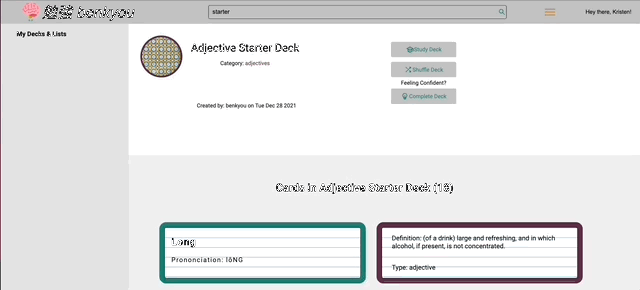 勉強 benkyou
starter
Hey there, Kristen!
My Decks & Lists
Adjective Starter Deck
Category: adjectives
Created by: benkyou on Tue Dec 28 2021
Study Deck
Shuffle Deck
Feeling Confident?
Complete Deck
Cards in Adjective Starter Deck (16)
Long
Prononciation: lôNG
Definition: (of a drink) large and refreshing, and in which
alcohol, if present, is not concentrated.
Type: adjective